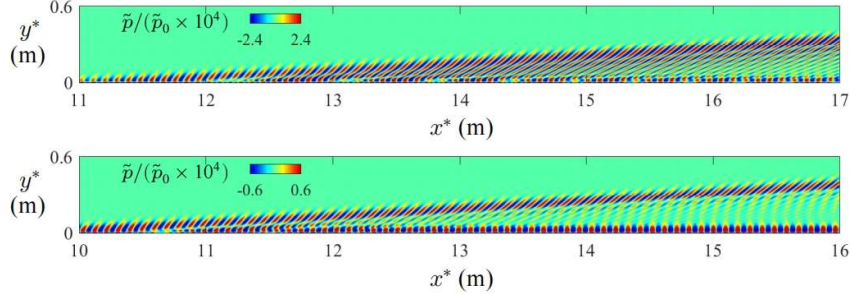 0.6
p̃/(p̃₀ × 10⁴)
y*
(m)
-2.4 2.4
0
11 12 13 14 15 16 17
x* (m)
0.6
p̃/(p̃₀ × 10⁴)
y*
(m)
-0.6 0.6
0
10 11 12 13 14 15 16
x* (m)